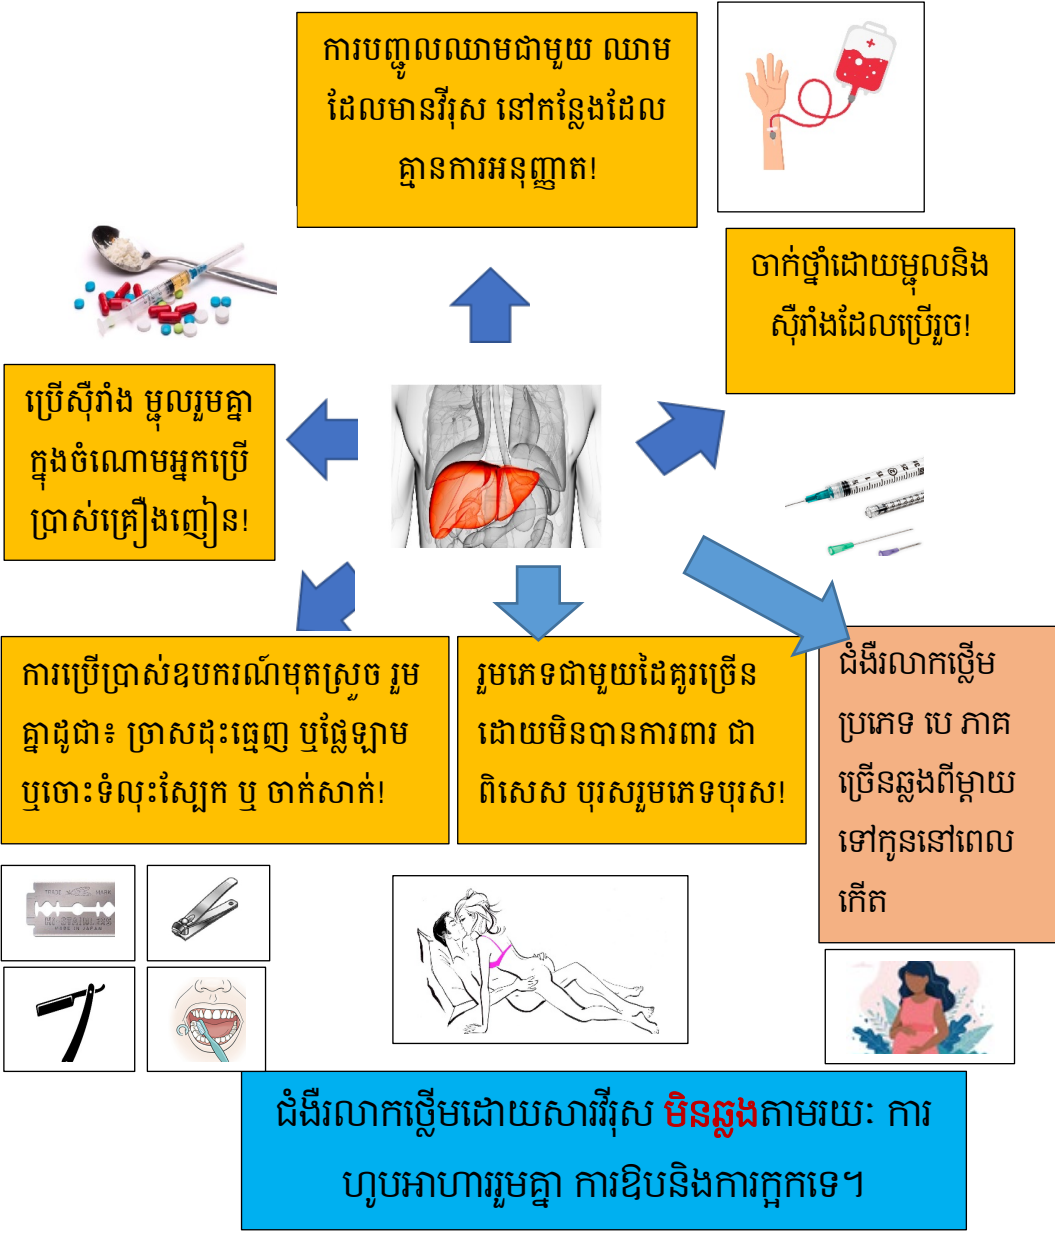 ការបញ្ចូលឈាមជាមួយ ឈាម
ដែលមានវីរុស នៅកន្លែងដែល
គ្មានការអនុញ្ញាត!
ចាក់ថ្នាំដោយម្ជុលនិង
ស៊ីរាំងដែលប្រើរួច!
ប្រើស៊ីរាំង ម្ជុលរួមគ្នា
ក្នុងចំណោមអ្នកប្រើ
ប្រាស់គ្រឿងញៀន!
ការប្រើប្រាស់ឧបករណ៍មុតស្រួច រួម
គ្នាដូជា៖ ច្រាសដុះធ្មេញ ឬផ្លែឡាម
ឬចោះទំលុះស្បែក ឬ ចាក់សាក់!
រួមភេទជាមួយដៃគូរច្រើន
ដោយមិនបានការពារ ជា
ពិសេស បុរសរួមភេទបុរស!
ជំងឺរលាកថ្លើម
ប្រភេទ បេ ភាគ
ច្រើនឆ្លងពីម្តាយ
ទៅកូននៅពេល
កើត
MADE IN JAPAN
ជំងឺរលាកថ្លើមដោយសារវីរុស មិនឆ្លងតាមរយៈ ការ
ហូបអាហាររួមគ្នា ការឱបនិងការក្អកទេ។